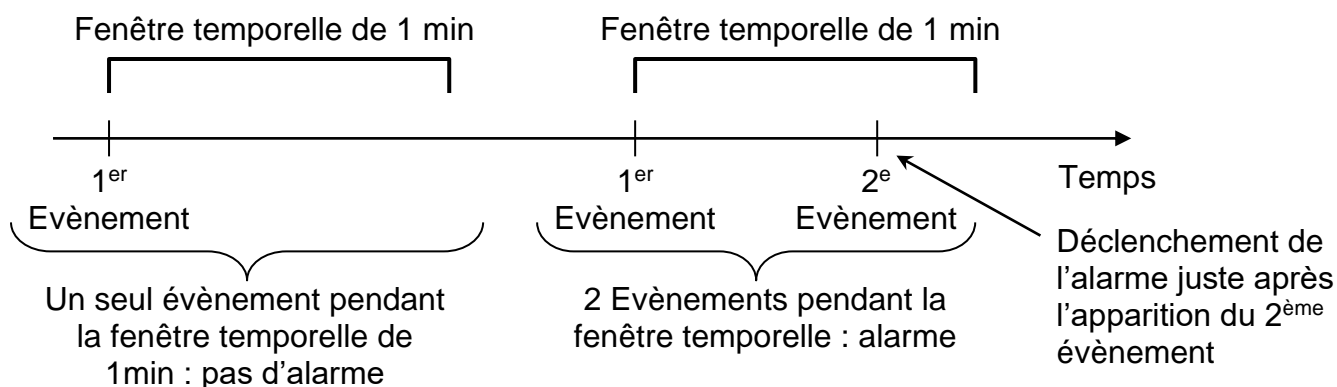 Fenêtre temporelle de 1 min
Fenêtre temporelle de 1 min
1er
Evènement
1er
Evènement
2e
Evènement
Temps
Un seul évènement pendant
la fenêtre temporelle de
1min : pas d’alarme
2 Evènements pendant la
fenêtre temporelle : alarme
Déclenchement de
l’alarme juste après
l’apparition du 2ème
évènement